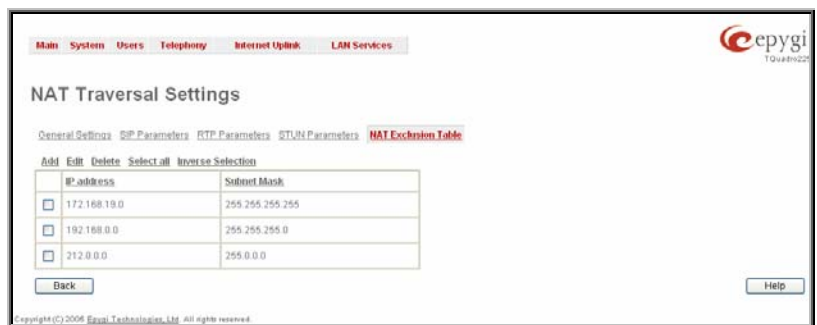 Main System Users Telephony Internet Uplink LAN Services
epygi
NAT Traversal Settings
General Settings SIP Parameters RTP Parameters STUN Parameters NAT Exclusion Table
Add Edit Delete Select all Inverse Selection
IP address Subnet Mask
172.168.19.0 255.255.255.255
192.168.0.0 255.255.255.0
212.0.0.0 255.0.0.0
Back Help
Copyright (C) 2006 Epygi Technologies, Ltd. All rights reserved.